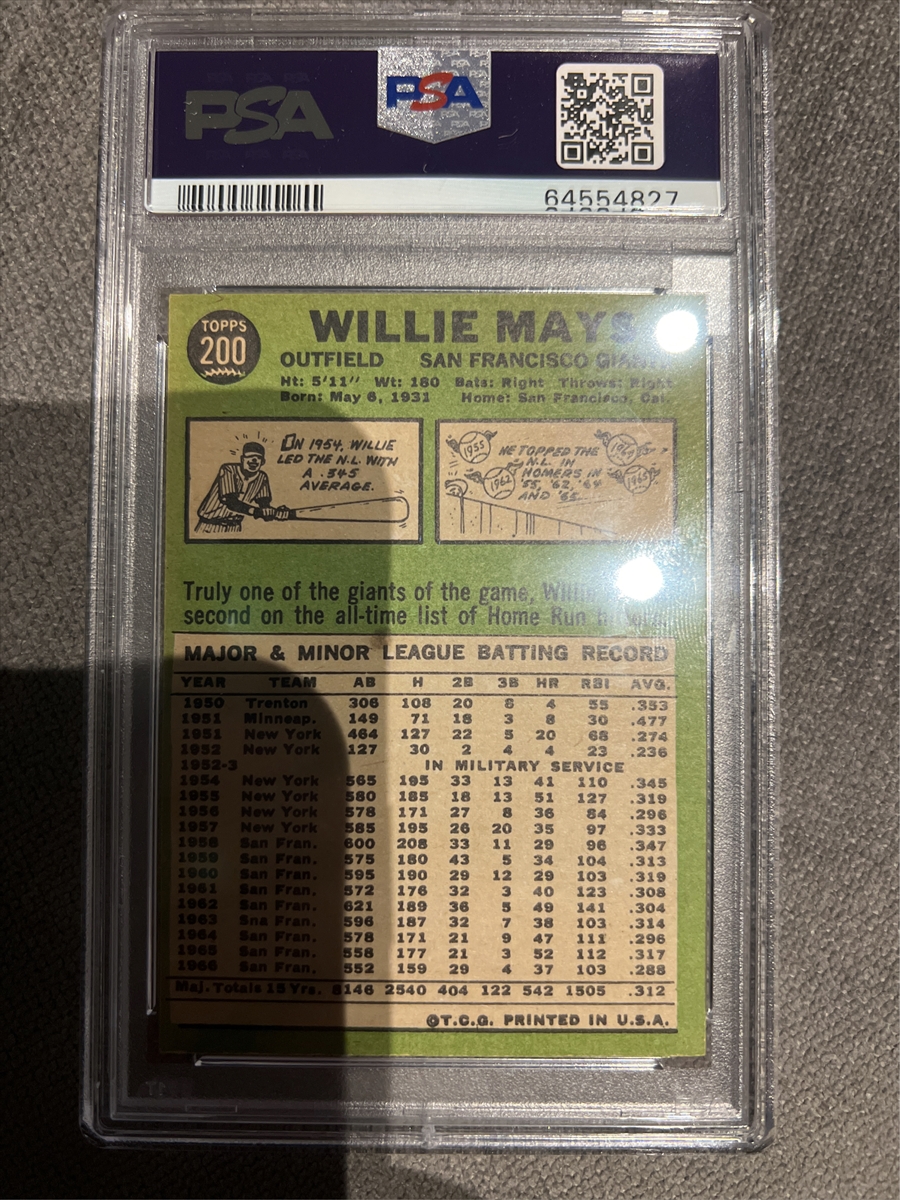 PSA
PSA
64554827
TOPPS
200
WILLIE MAYS
OUTFIELD SAN FRANCISCO GIANTS
Ht: 5'11" Wt: 180 Bats: Right Throws: Right
Born: May 6, 1931 Home: San Francisco, Cal.
IN 1954, WILLIE
LED THE N.L. WITH
A .345
AVERAGE.
1955
HE TOPPED THE
N.L. IN
HOMERS IN
'55, '62, '64
AND '65.
1962
1964
1965
Truly one of the giants of the game, Willie
second on the all-time list of Home Run
MAJOR & MINOR LEAGUE BATTING RECORD
YEAR TEAM AB H 2B 3B HR RBI AVG.
1950 Trenton 306 108 20 8 4 55 .353
1951 Minneap. 149 71 18 3 8 30 .477
1951 New York 464 127 22 5 20 68 .274
1952 New York 127 30 2 4 4 23 .236
1952-3 IN MILITARY SERVICE
1954 New York 565 195 33 13 41 110 .345
1955 New York 580 185 18 13 51 127 .319
1956 New York 578 171 27 8 36 84 .296
1957 New York 585 195 26 20 35 97 .333
1958 San Fran. 600 208 33 11 29 96 .347
1959 San Fran. 575 180 43 5 34 104 .313
1960 San Fran. 595 190 29 12 29 103 .319
1961 San Fran. 572 176 32 3 40 123 .308
1962 San Fran. 621 189 36 5 49 141 .304
1963 Sna Fran. 596 187 32 7 38 103 .314
1964 San Fran. 578 171 21 9 47 111 .296
1965 San Fran. 558 177 21 3 52 112 .317
1966 San Fran. 552 159 29 4 37 103 .288
Maj. Totals 15 Yrs. 8146 2540 404 122 542 1505 .312
©T.C.G. PRINTED IN U.S.A.